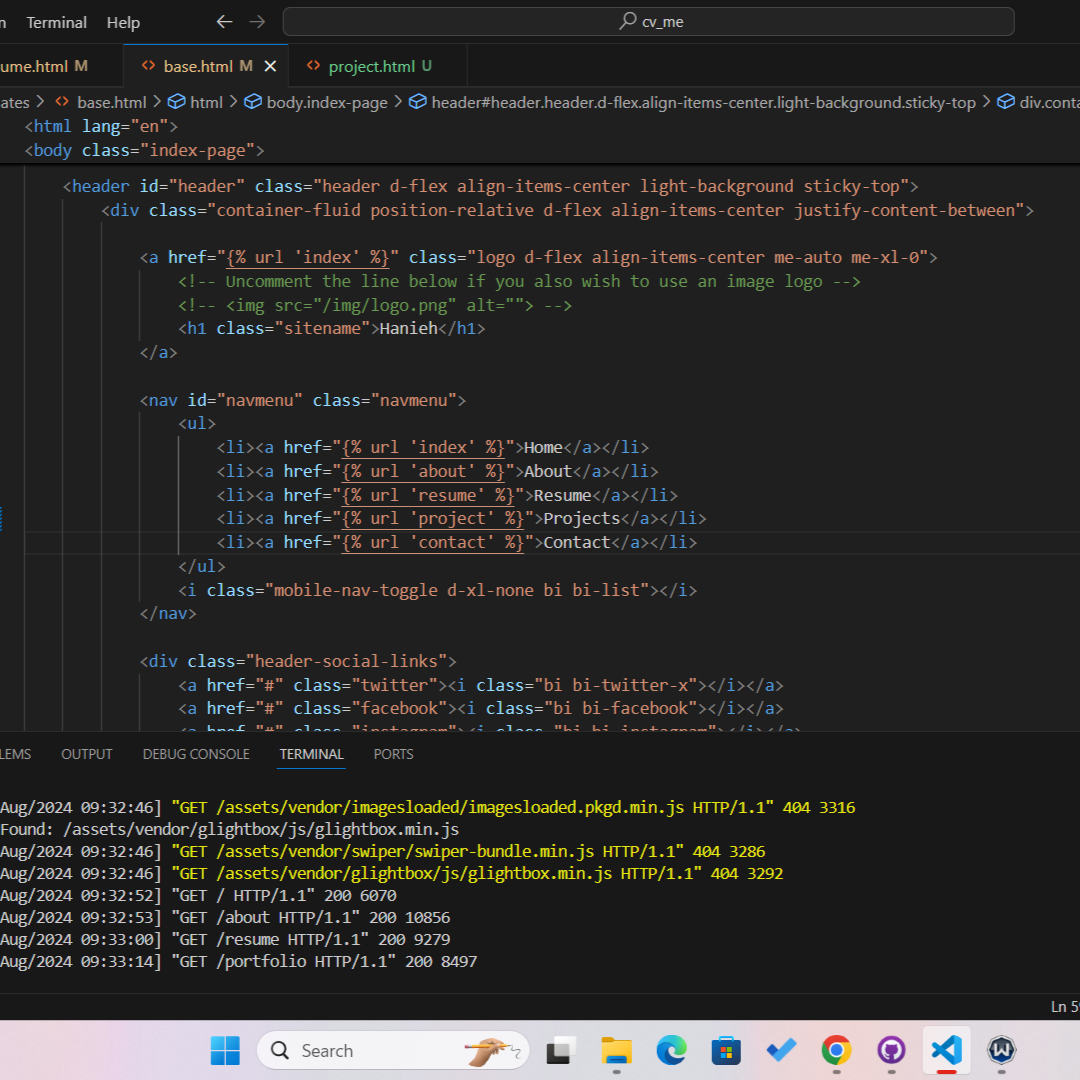 Terminal Help cv_me
ume.html M base.html M project.html U
ates > base.html > html > body.index-page > header#header.header.d-flex.align-items-center.light-background.sticky-top > div.conta
<html lang="en">
<body class="index-page">
<header id="header" class="header d-flex align-items-center light-background sticky-top">
<div class="container-fluid position-relative d-flex align-items-center justify-content-between">
<a href="{% url 'index' %}" class="logo d-flex align-items-center me-auto me-xl-0">
<!-- Uncomment the line below if you also wish to use an image logo -->
<!-- <img src="/img/logo.png" alt=""> -->
<h1 class="sitename">Hanieh</h1>
</a>
<nav id="navmenu" class="navmenu">
<ul>
<li><a href="{% url 'index' %}">Home</a></li>
<li><a href="{% url 'about' %}">About</a></li>
<li><a href="{% url 'resume' %}">Resume</a></li>
<li><a href="{% url 'project' %}">Projects</a></li>
<li><a href="{% url 'contact' %}">Contact</a></li>
</ul>
<i class="mobile-nav-toggle d-xl-none bi bi-list"></i>
</nav>
<div class="header-social-links">
<a href="#" class="twitter"><i class="bi bi-twitter-x"></i></a>
<a href="#" class="facebook"><i class="bi bi-facebook"></i></a>
<a href="#" class="instagram"><i class="bi bi-instagram"></i></a>
LEMS OUTPUT DEBUG CONSOLE TERMINAL PORTS
Aug/2024 09:32:46] "GET /assets/vendor/imagesloaded/imagesloaded.pkgd.min.js HTTP/1.1" 404 3316
Found: /assets/vendor/glightbox/js/glightbox.min.js
Aug/2024 09:32:46] "GET /assets/vendor/swiper/swiper-bundle.min.js HTTP/1.1" 404 3286
Aug/2024 09:32:46] "GET /assets/vendor/glightbox/js/glightbox.min.js HTTP/1.1" 404 3292
Aug/2024 09:32:52] "GET / HTTP/1.1" 200 6070
Aug/2024 09:32:53] "GET /about HTTP/1.1" 200 10856
Aug/2024 09:33:00] "GET /resume HTTP/1.1" 200 9279
Aug/2024 09:33:14] "GET /portfolio HTTP/1.1" 200 8497
Ln 59
Search